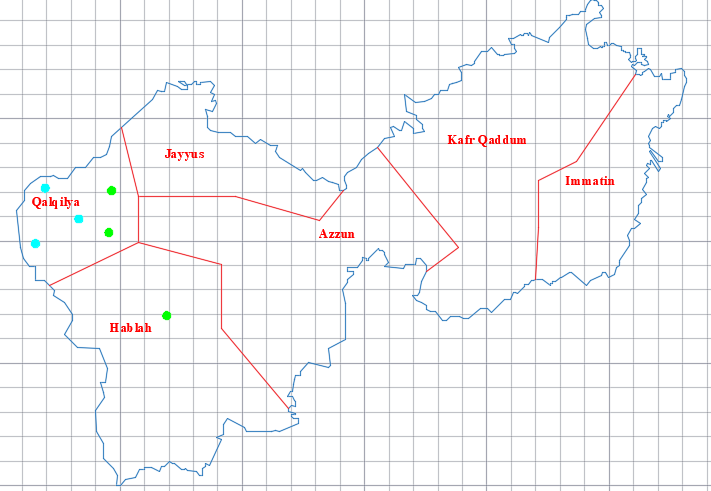 Kafr Qaddum
Jayyus
Immatin
Qalqilya
Azzun
Hablah